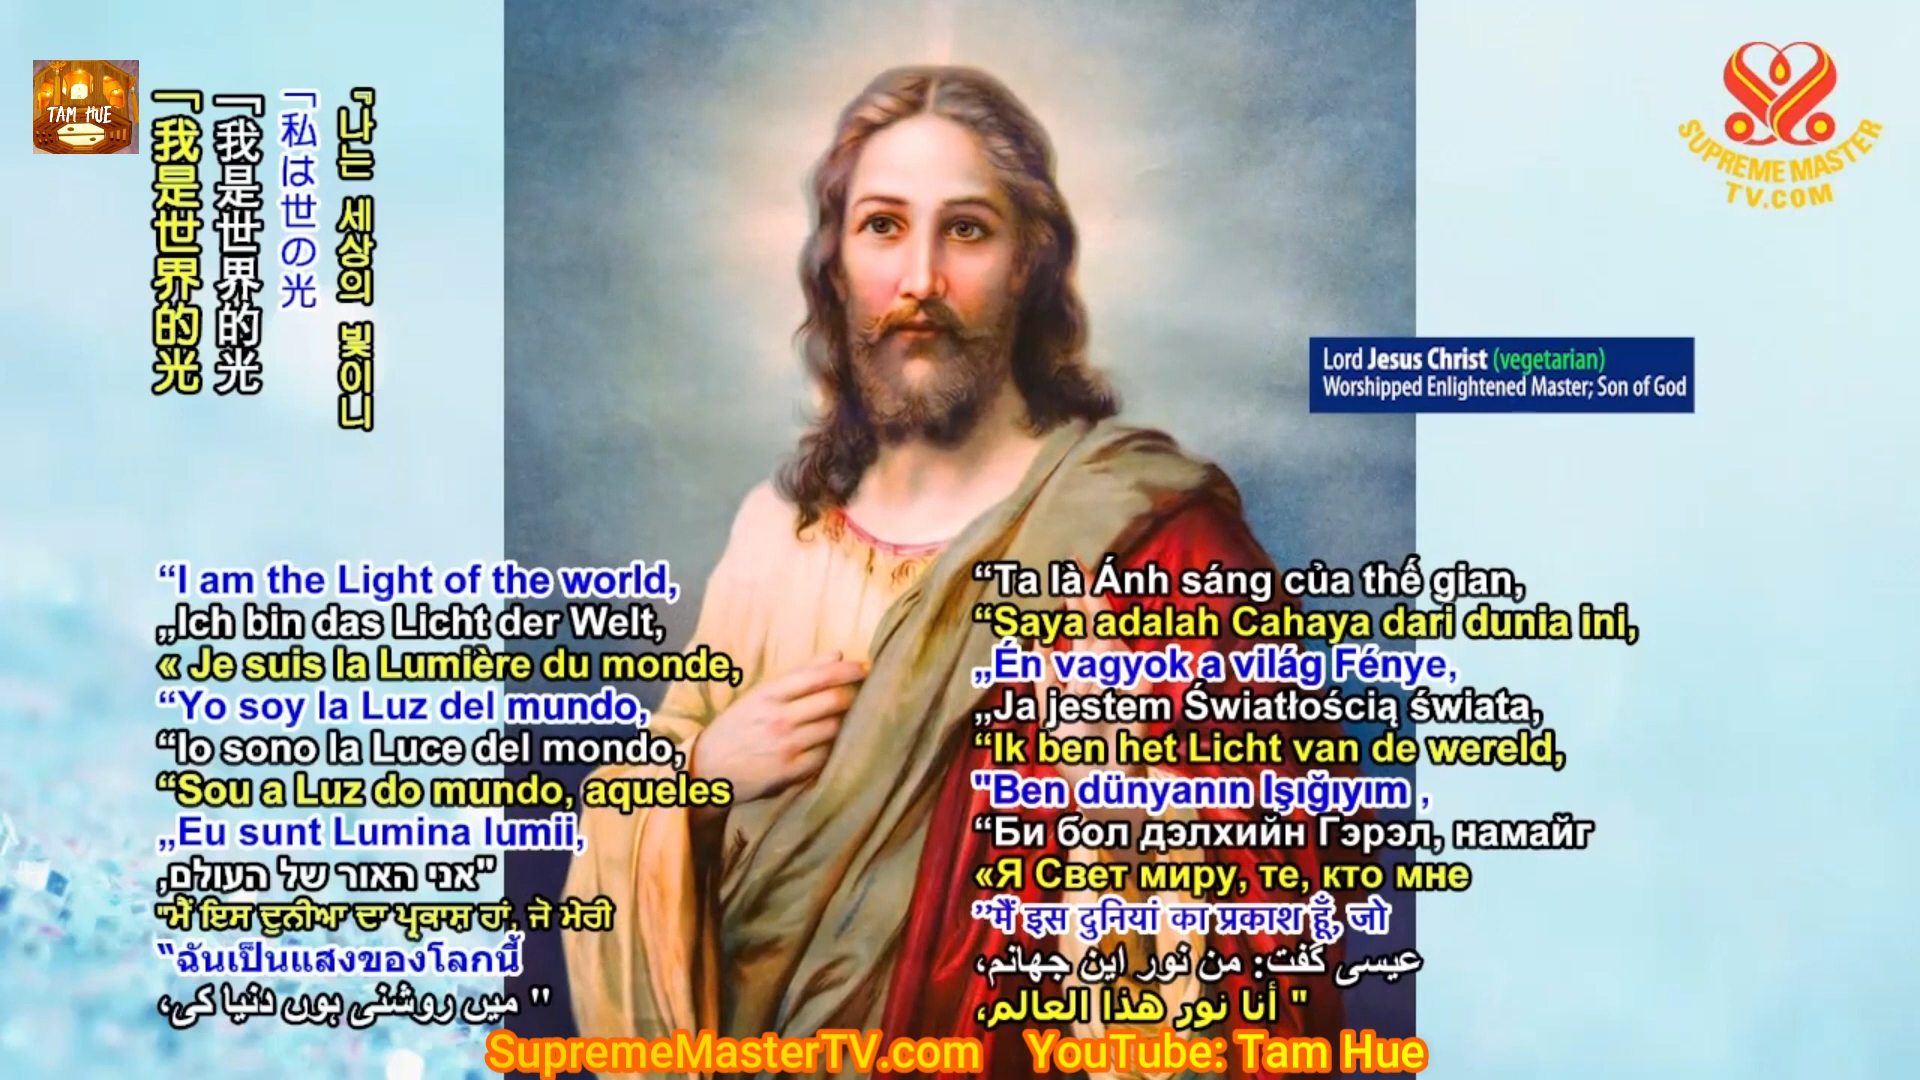 TAM HUE
「我是世界的光
「我是世界的光
「私は世の光
『나는 세상의 빛이니
SUPREME MASTER
TV.COM
Lord Jesus Christ (vegetarian)
Worshipped Enlightened Master; Son of God
“I am the Light of the world,
„Ich bin das Licht der Welt,
« Je suis la Lumière du monde,
“Yo soy la Luz del mundo,
“Io sono la Luce del mondo,
“Sou a Luz do mundo, aqueles
„Eu sunt Lumina lumii,
"אני האור של העולם,
"ਮੈਂ ਇਸ ਦੁਨੀਆ ਦਾ ਪ੍ਰਕਾਸ਼ ਹਾਂ, ਜੋ ਮੇਰੀ
“ฉันเป็นแสงของโลกนี้
" میں روشنی ہوں دنیا کی،
“Ta là Ánh sáng của thế gian,
“Saya adalah Cahaya dari dunia ini,
„Én vagyok a világ Fénye,
„Ja jestem Światłością świata,
“Ik ben het Licht van de wereld,
"Ben dünyanın Işığıyım ,
“Би бол дэлхийн Гэрэл, намайг
«Я Свет миру, те, кто мне
”मैं इस दुनियां का प्रकाश हूँ, जो
عیسی گفت: من نور این جهانم،
" أنا نور هذا العالم،
SupremeMasterTV.com YouTube: Tam Hue